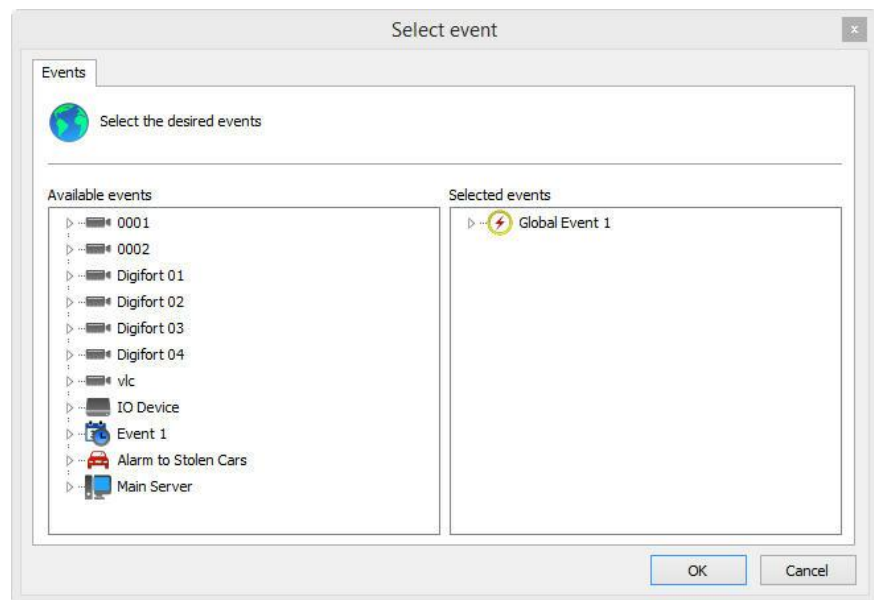 Select event
x
Events
Select the desired events
Available events
0001
0002
Digifort 01
Digifort 02
Digifort 03
Digifort 04
vlc
IO Device
Event 1
Alarm to Stolen Cars
Main Server
Selected events
Global Event 1
OK
Cancel